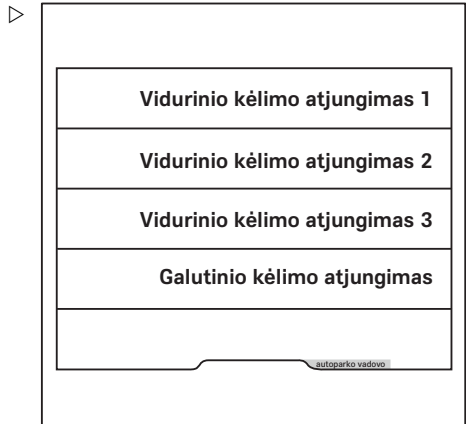 Vidurinio kėlimo atjungimas 1
Vidurinio kėlimo atjungimas 2
Vidurinio kėlimo atjungimas 3
Galutinio kėlimo atjungimas
autoparko vadovo